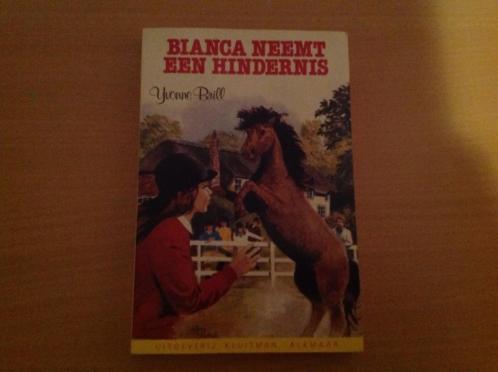 BIANCA NEEMT
EEN HINDERNIS
Yvonne Brill
UITGEVERIJ KLUITMAN ALKMAAR